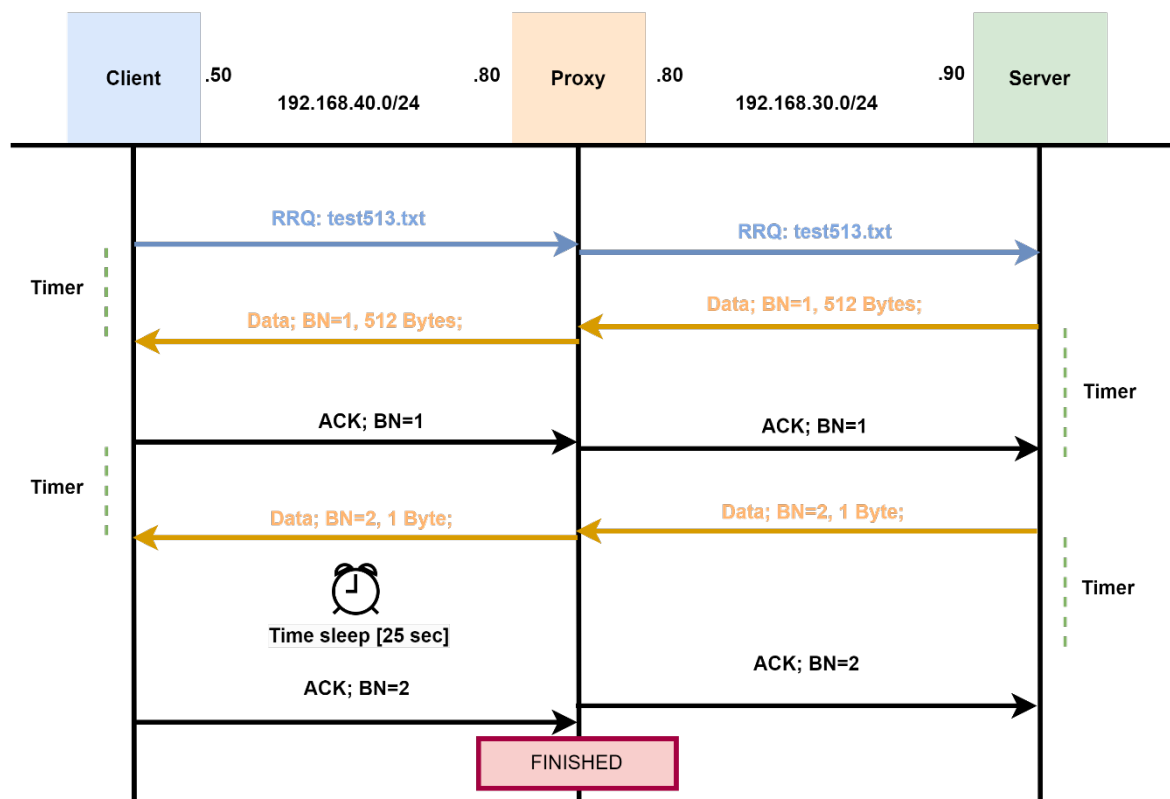 Client
.50
192.168.40.0/24
.80
Proxy
.80
192.168.30.0/24
.90
Server
RRQ: test513.txt
RRQ: test513.txt
Timer
Data; BN=1, 512 Bytes;
Data; BN=1, 512 Bytes;
Timer
ACK; BN=1
ACK; BN=1
Timer
Data; BN=2, 1 Byte;
Data; BN=2, 1 Byte;
Timer
Time sleep [25 sec]
ACK; BN=2
ACK; BN=2
FINISHED